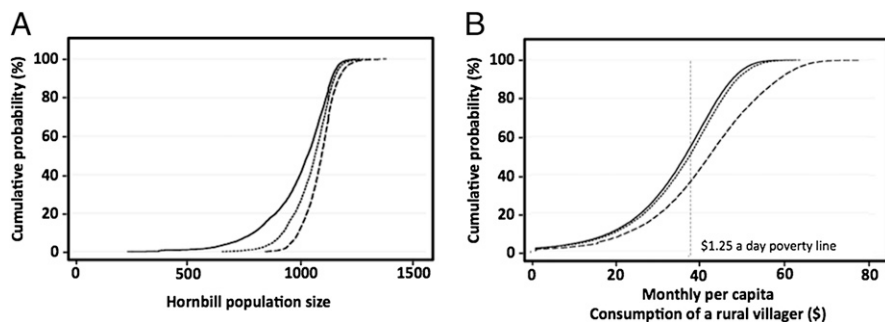 A
Cumulative probability (%)
100
80
60
40
20
0
0
500
1000
1500
Hornbill population size
B
Cumulative probability (%)
100
80
60
40
20
0
$1.25 a day poverty line
0
20
40
60
80
Monthly per capita
Consumption of a rural villager ($)